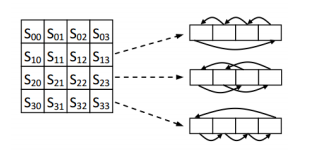 S00 S01 S02 S03
S10 S11 S12 S13
S20 S21 S22 S23
S30 S31 S32 S33